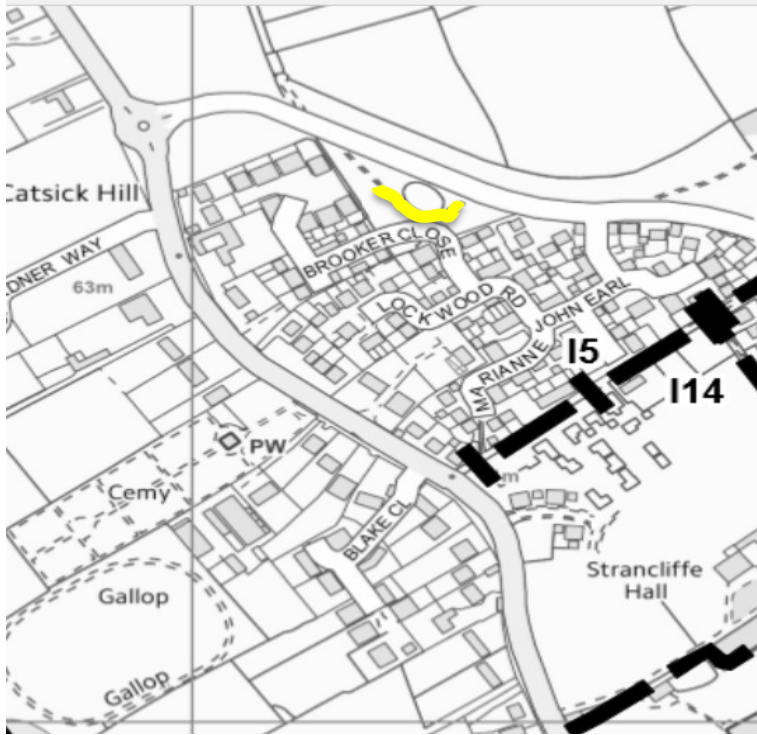 Catsick Hill
DNER WAY
63m
BROOKER CLOSE
LOCKWOOD RD
JOHN EARL
MARIANNE
I5
I14
PW
m
Cemy
BLAKE CL
Strancliffe
Hall
Gallop
Gallop